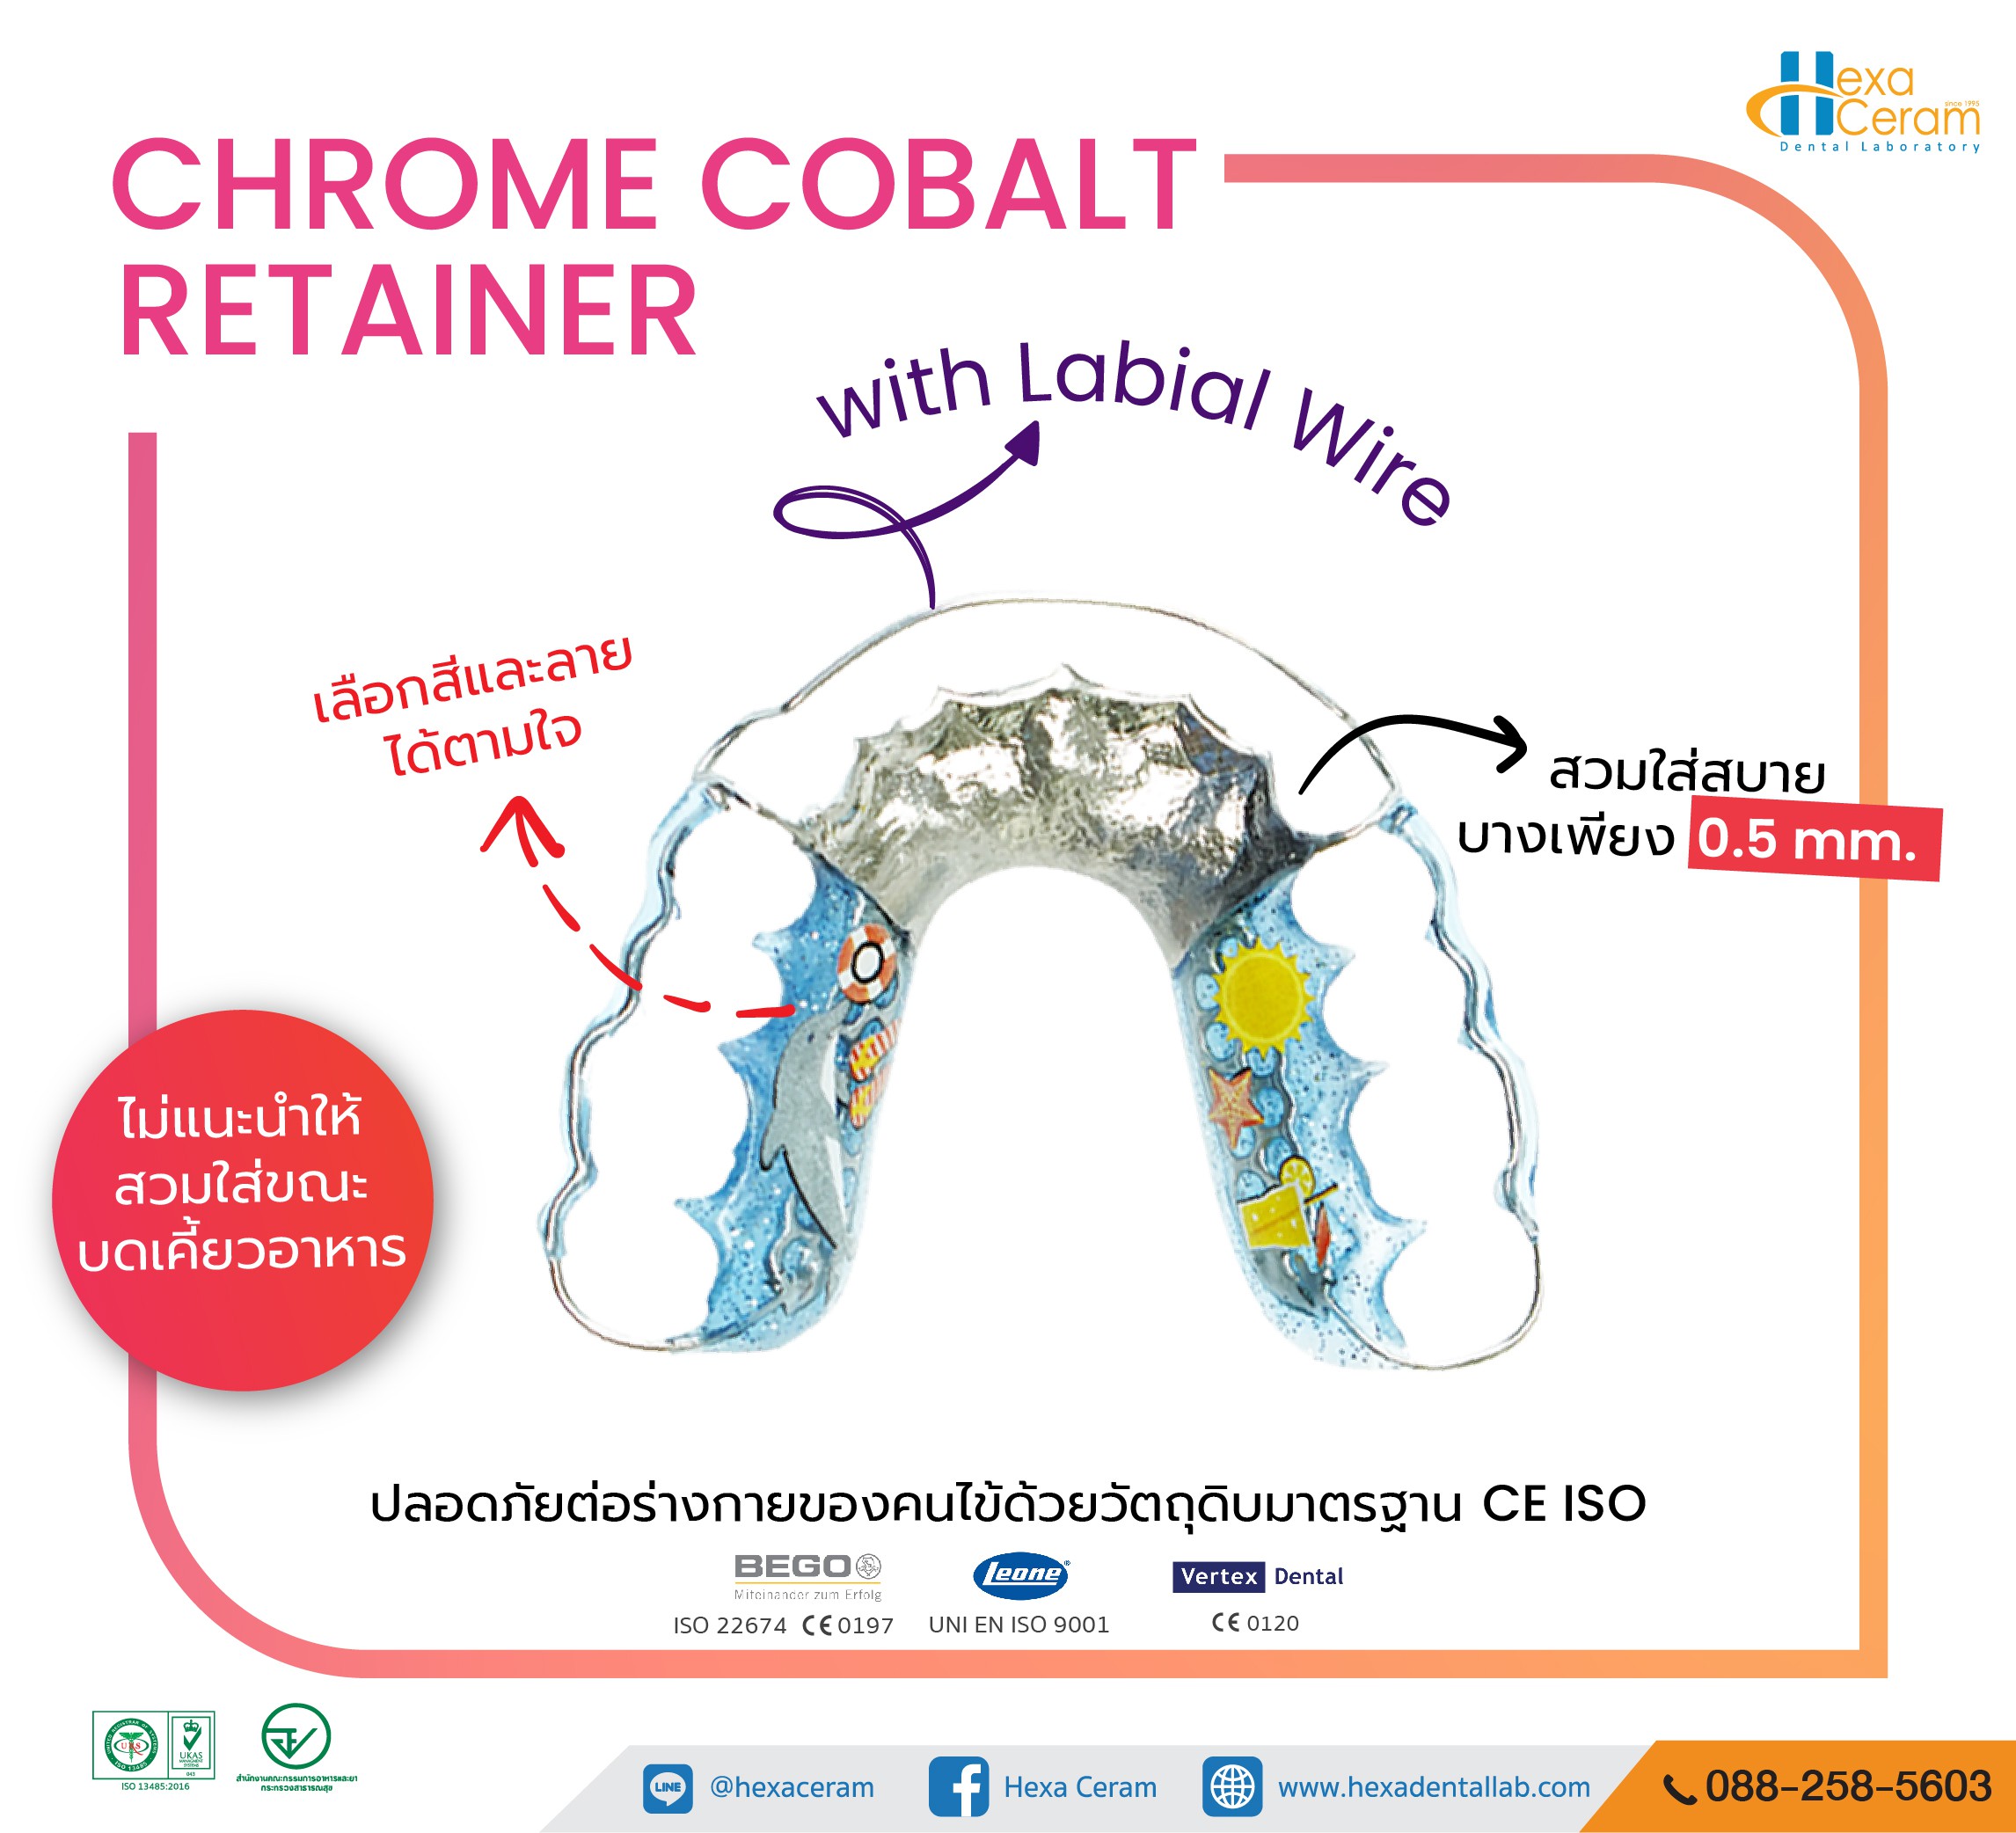 Hexa
Ceram
since 1995
Dental Laboratory
CHROME COBALT
RETAINER
with Labial Wire
เลือกสีและลาย
ได้ตามใจ
สวมใส่สบาย
บางเพียง 0.5 mm.
ไม่แนะนำให้
สวมใส่ขณะ
บดเคี้ยวอาหาร
ปลอดภัยต่อร่างกายของคนไข้ด้วยวัตถุดิบมาตรฐาน CE ISO
BEGO
Miteinander zum Erfolg
ISO 22674 CE 0197
Leone®
UNI EN ISO 9001
Vertex Dental
CE 0120
URS
ISO 13485
UKAS
MANAGEMENT
SYSTEMS
043
ISO 13485:2016
สำนักงานคณะกรรมการอาหารและยา
กระทรวงสาธารณสุข
LINE @hexaceram
Hexa Ceram
www.hexadentallab.com
088-258-5603